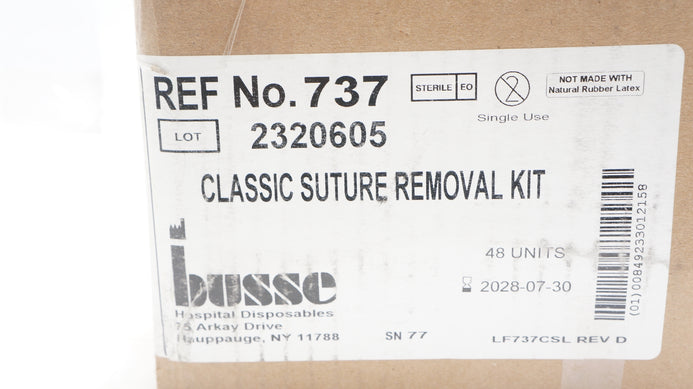 REF No. 737
STERILE EO
2
Single Use
NOT MADE WITH
Natural Rubber Latex
LOT 2320605
CLASSIC SUTURE REMOVAL KIT
busse
Hospital Disposables
75 Arkay Drive
Hauppauge, NY 11788
SN 77
48 UNITS
2028-07-30
LF737CSL REV D
(01)00849233012158